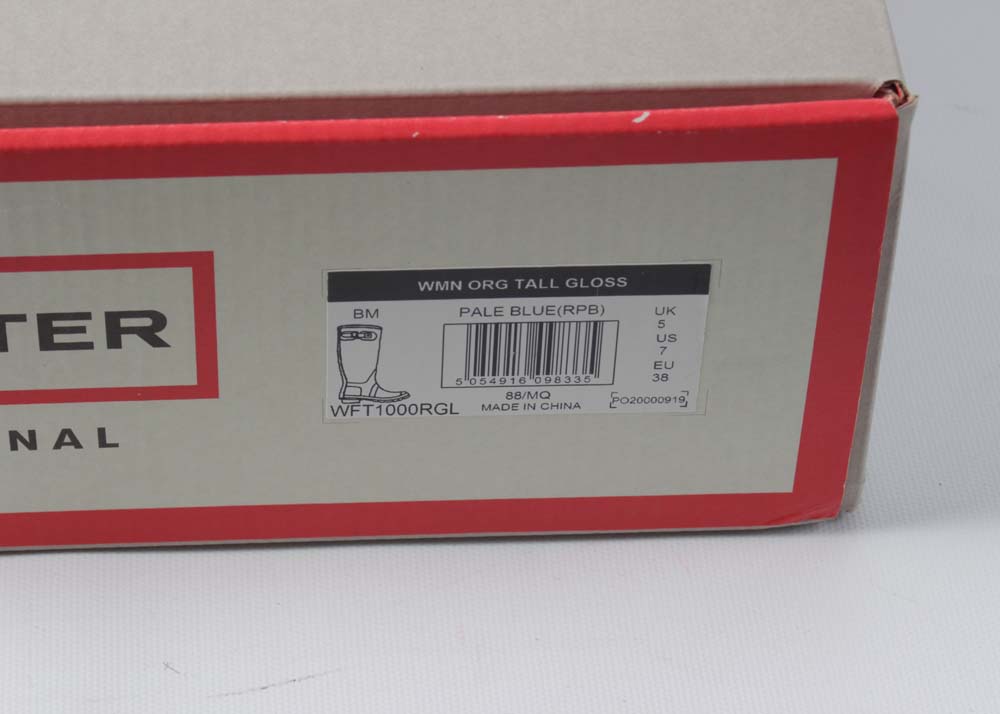 TER
NAL
WMN ORG TALL GLOSS
BM
PALE BLUE(RPB)
5 054916 098335
88/MQ
MADE IN CHINA
WFT1000RGL
UK
5
US
7
EU
38
PO20000919